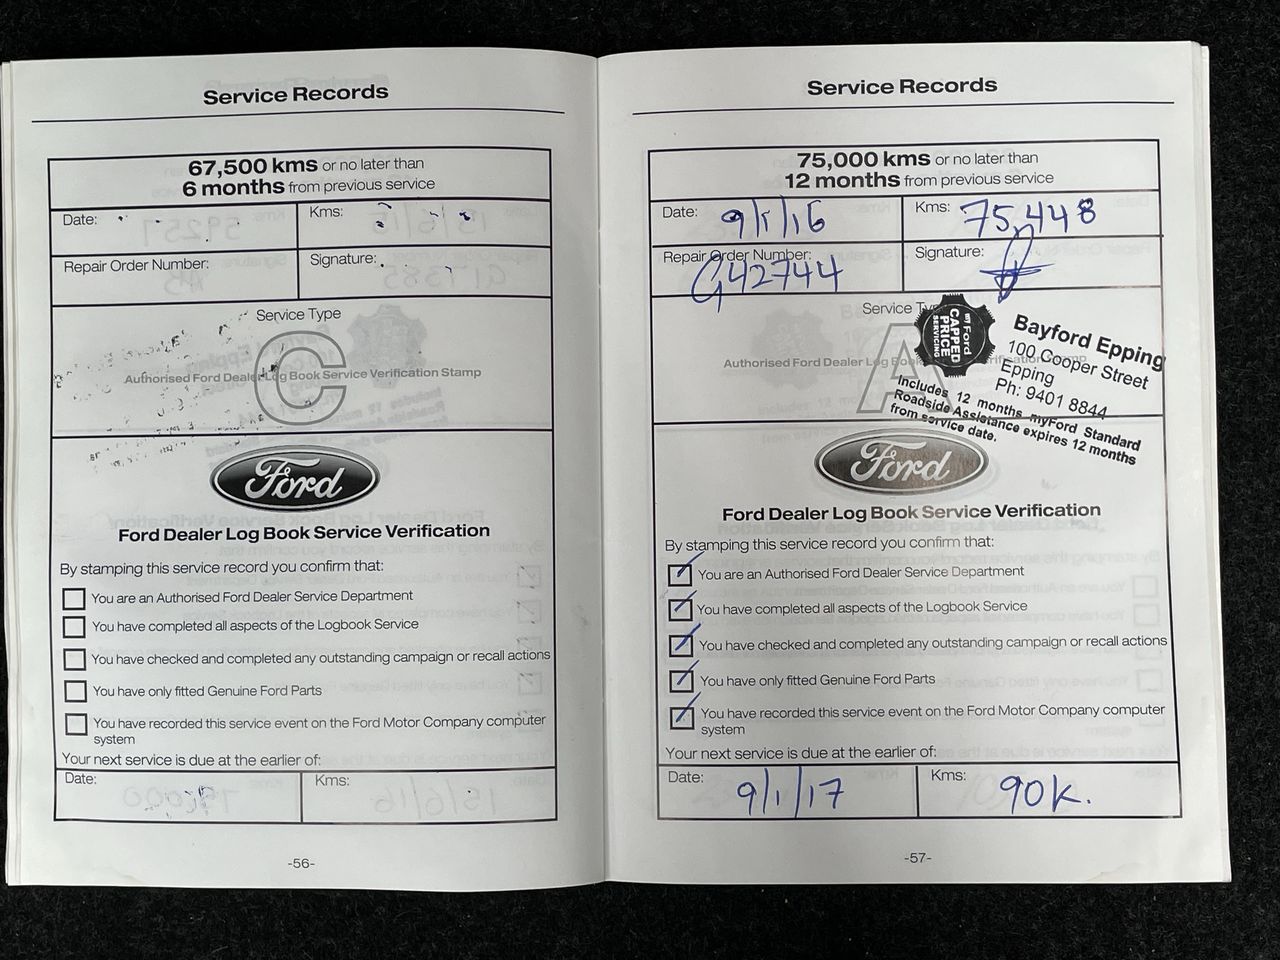 Service Records
67,500 kms or no later than
6 months from previous service
Date:
Kms:
Repair Order Number:
Signature:
Service Type
C
Authorised Ford Dealer Log Book Service Verification Stamp
Ford
Ford Dealer Log Book Service Verification
By stamping this service record you confirm that:
You are an Authorised Ford Dealer Service Department
You have completed all aspects of the Logbook Service
You have checked and completed any outstanding campaign or recall actions
You have only fitted Genuine Ford Parts
You have recorded this service event on the Ford Motor Company computer
system
Your next service is due at the earlier of:
Date:
Kms:
-56-
Service Records
75,000 kms or no later than
12 months from previous service
Date: 9/1/16
Kms: 75,448
Repair Order Number:
G42744
Signature:
Service Ty
A
Authorised Ford Dealer Log Book
myFord
CAPPED
PRICE
SERVICING
Bayford Epping
100 Cooper Street
Epping
Ph: 9401 8844
Includes 12 months myFord Standard
Roadside Assistance expires 12 months
from service date.
Ford
Ford Dealer Log Book Service Verification
By stamping this service record you confirm that:
You are an Authorised Ford Dealer Service Department
You have completed all aspects of the Logbook Service
You have checked and completed any outstanding campaign or recall actions
You have only fitted Genuine Ford Parts
You have recorded this service event on the Ford Motor Company computer
system
Your next service is due at the earlier of:
Date: 9/1/17
Kms: 90K.
-57-